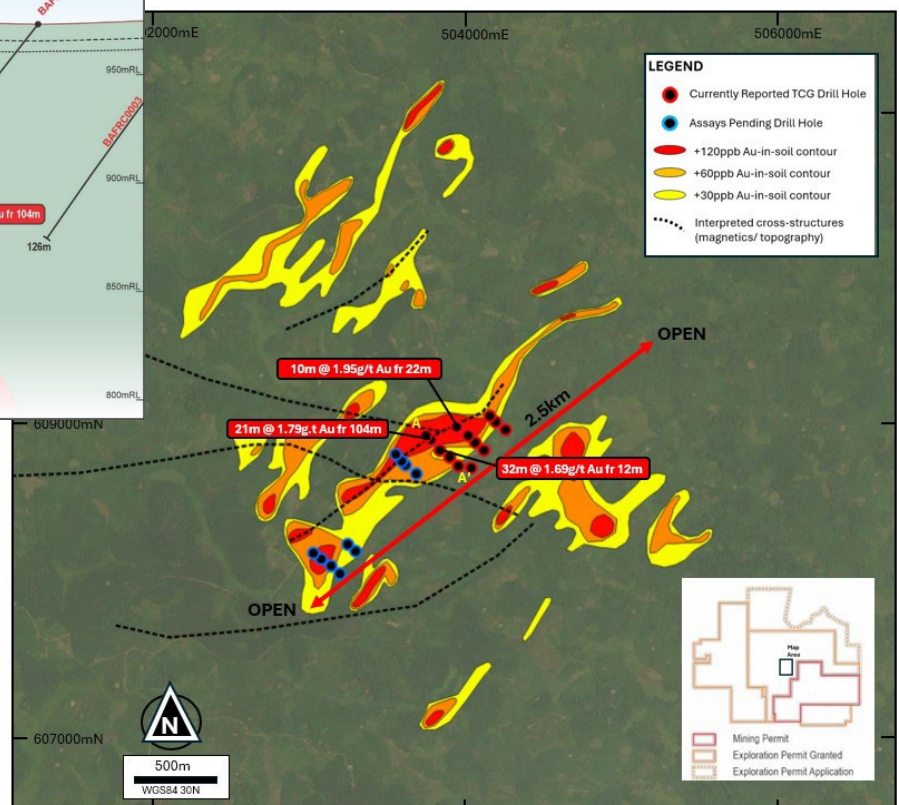 950mRL
BAFRC0003
900mRL
u fr 104m
126m
850mRL
800mRL
2000mE
504000mE
506000mE
LEGEND
Currently Reported TCG Drill Hole
Assays Pending Drill Hole
+120ppb Au-in-soil contour
+60ppb Au-in-soil contour
+30ppb Au-in-soil contour
Interpreted cross-structures
(magnetics/ topography)
OPEN
2.5km
10m @ 1.95g/t Au fr 22m
609000mN
21m @ 1.79g.t Au fr 104m
A
32m @ 1.69g/t Au fr 12m
A'
OPEN
607000mN
N
500m
WGS84 30N
Map
Area
Mining Permit
Exploration Permit Granted
Exploration Permit Application